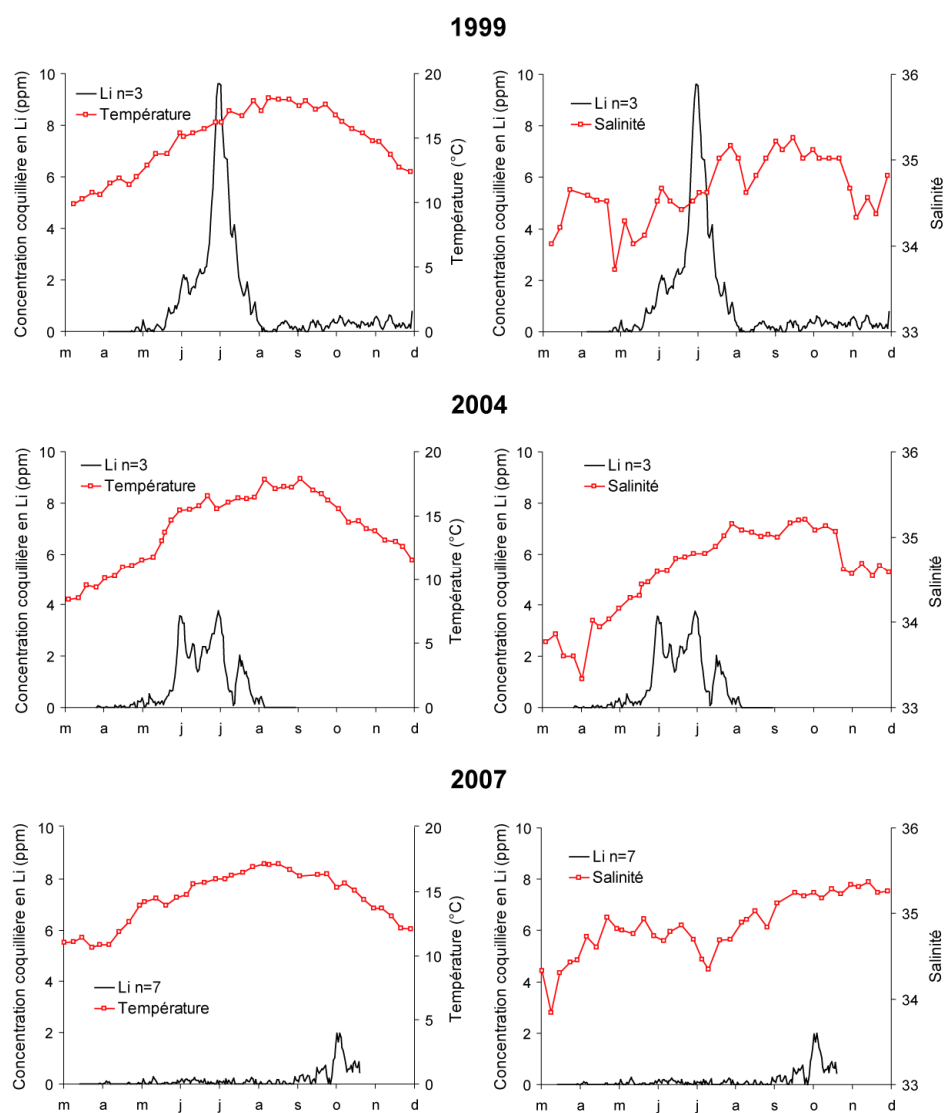 1999
Concentration coquillière en Li (ppm)
10
8
6
4
2
0
Li n=3
Température
20
15
10
5
0
Température (°C)
m a m j j a s o n d
Concentration coquillière en Li (ppm)
10
8
6
4
2
0
Li n=3
Salinité
36
35
34
33
Salinité
m a m j j a s o n d
2004
Concentration coquillière en Li (ppm)
10
8
6
4
2
0
Li n=3
Température
20
15
10
5
0
Température (°C)
m a m j j a s o n d
Concentration coquillière en Li (ppm)
10
8
6
4
2
0
Li n=3
Salinité
36
35
34
33
Salinité
m a m j j a s o n d
2007
Concentration coquillière en Li (ppm)
10
8
6
4
2
0
Li n=7
Température
20
15
10
5
0
Température (°C)
m a m j j a s o n d
Concentration coquillière en Li (ppm)
10
8
6
4
2
0
Li n=7
Salinité
36
35
34
33
Salinité
m a m j j a s o n d